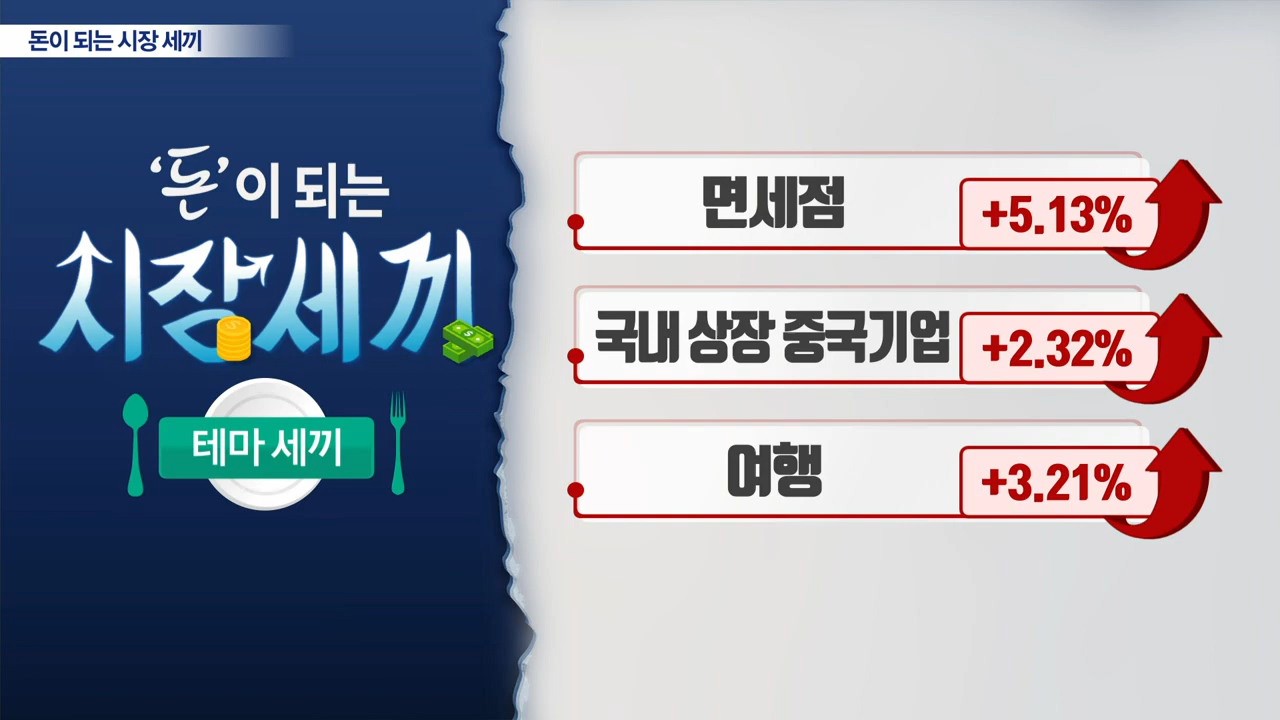 돈이 되는 시장 세끼
‘돈’이 되는
시장세끼
테마 세끼
면세점
+5.13%
국내 상장 중국기업
+2.32%
여행
+3.21%